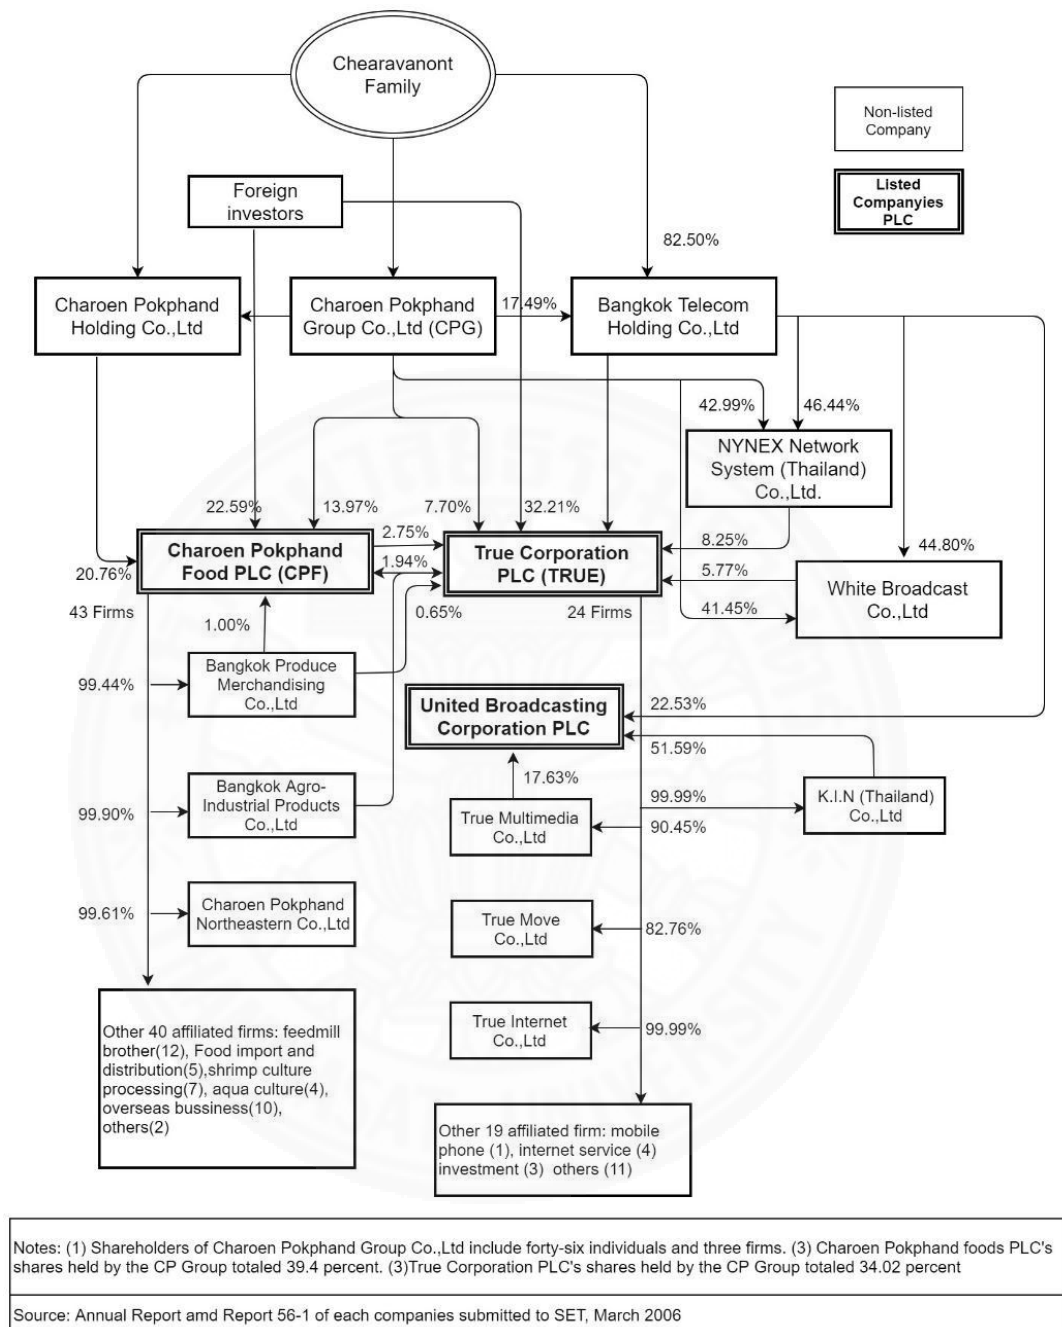 Chearavanont
Family
Non-listed
Company
Foreign
investors
Listed
Companyies
PLC
82.50%
Charoen Pokphand
Holding Co.,Ltd
Charoen Pokphand
Group Co.,Ltd (CPG)
17.49%
Bangkok Telecom
Holding Co.,Ltd
42.99%
46.44%
NYNEX Network
System (Thailand)
Co.,Ltd.
22.59%
13.97%
7.70%
32.21%
Charoen Pokphand
Food PLC (CPF)
2.75%
1.94%
True Corporation
PLC (TRUE)
8.25%
44.80%
5.77%
White Broadcast
Co.,Ltd
20.76%
43 Firms
1.00%
0.65%
24 Firms
41.45%
99.44%
Bangkok Produce
Merchandising
Co.,Ltd
United Broadcasting
Corporation PLC
22.53%
51.59%
17.63%
99.90%
Bangkok Agro-
Industrial Products
Co.,Ltd
True Multimedia
Co.,Ltd
99.99%
90.45%
K.I.N (Thailand)
Co.,Ltd
99.61%
Charoen Pokphand
Northeastern Co.,Ltd
True Move
Co.,Ltd
82.76%
True Internet
Co.,Ltd
99.99%
Other 40 affiliated firms: feedmill
brother(12), Food import and
distribution(5),shrimp culture
processing(7), aqua culture(4),
overseas bussiness(10),
others(2)
Other 19 affiliated firm: mobile
phone (1), internet service (4)
investment (3) others (11)
Notes: (1) Shareholders of Charoen Pokphand Group Co.,Ltd include forty-six individuals and three firms. (3) Charoen Pokphand foods PLC's
shares held by the CP Group totaled 39.4 percent. (3)True Corporation PLC's shares held by the CP Group totaled 34.02 percent
Source: Annual Report amd Report 56-1 of each companies submitted to SET, March 2006